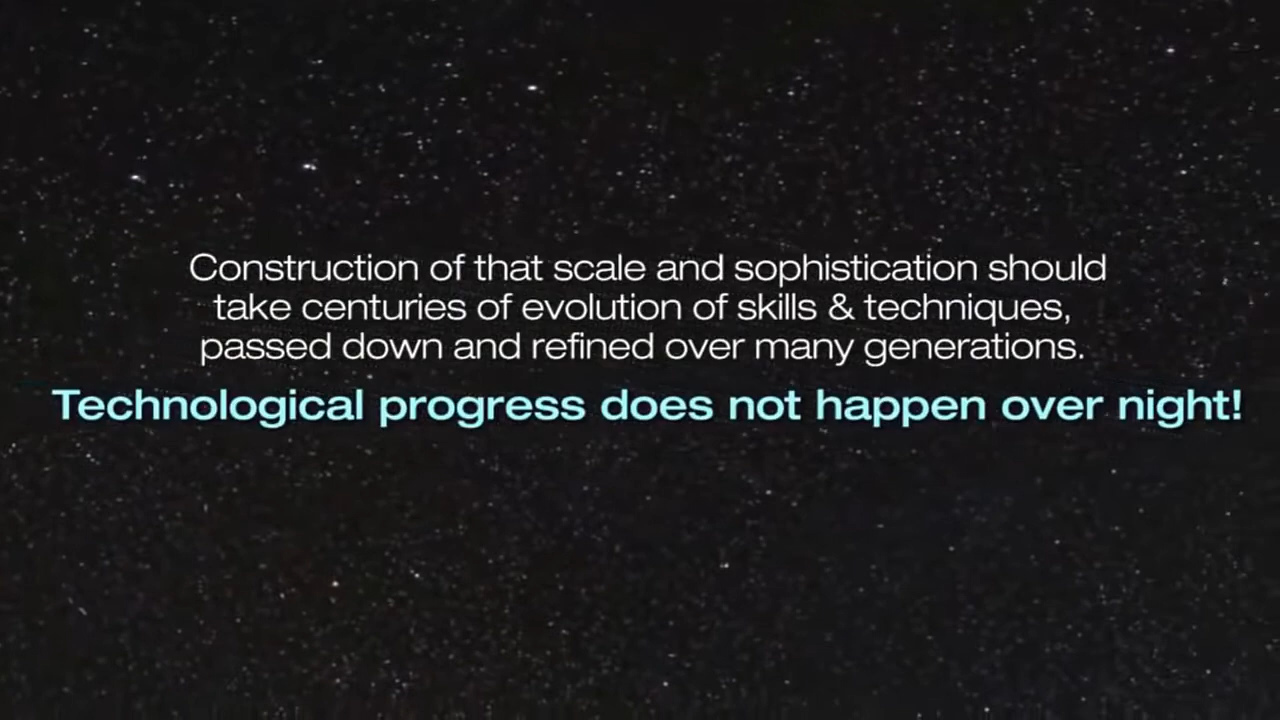 Construction of that scale and sophistication should
take centuries of evolution of skills & techniques,
passed down and refined over many generations.
Technological progress does not happen over night!